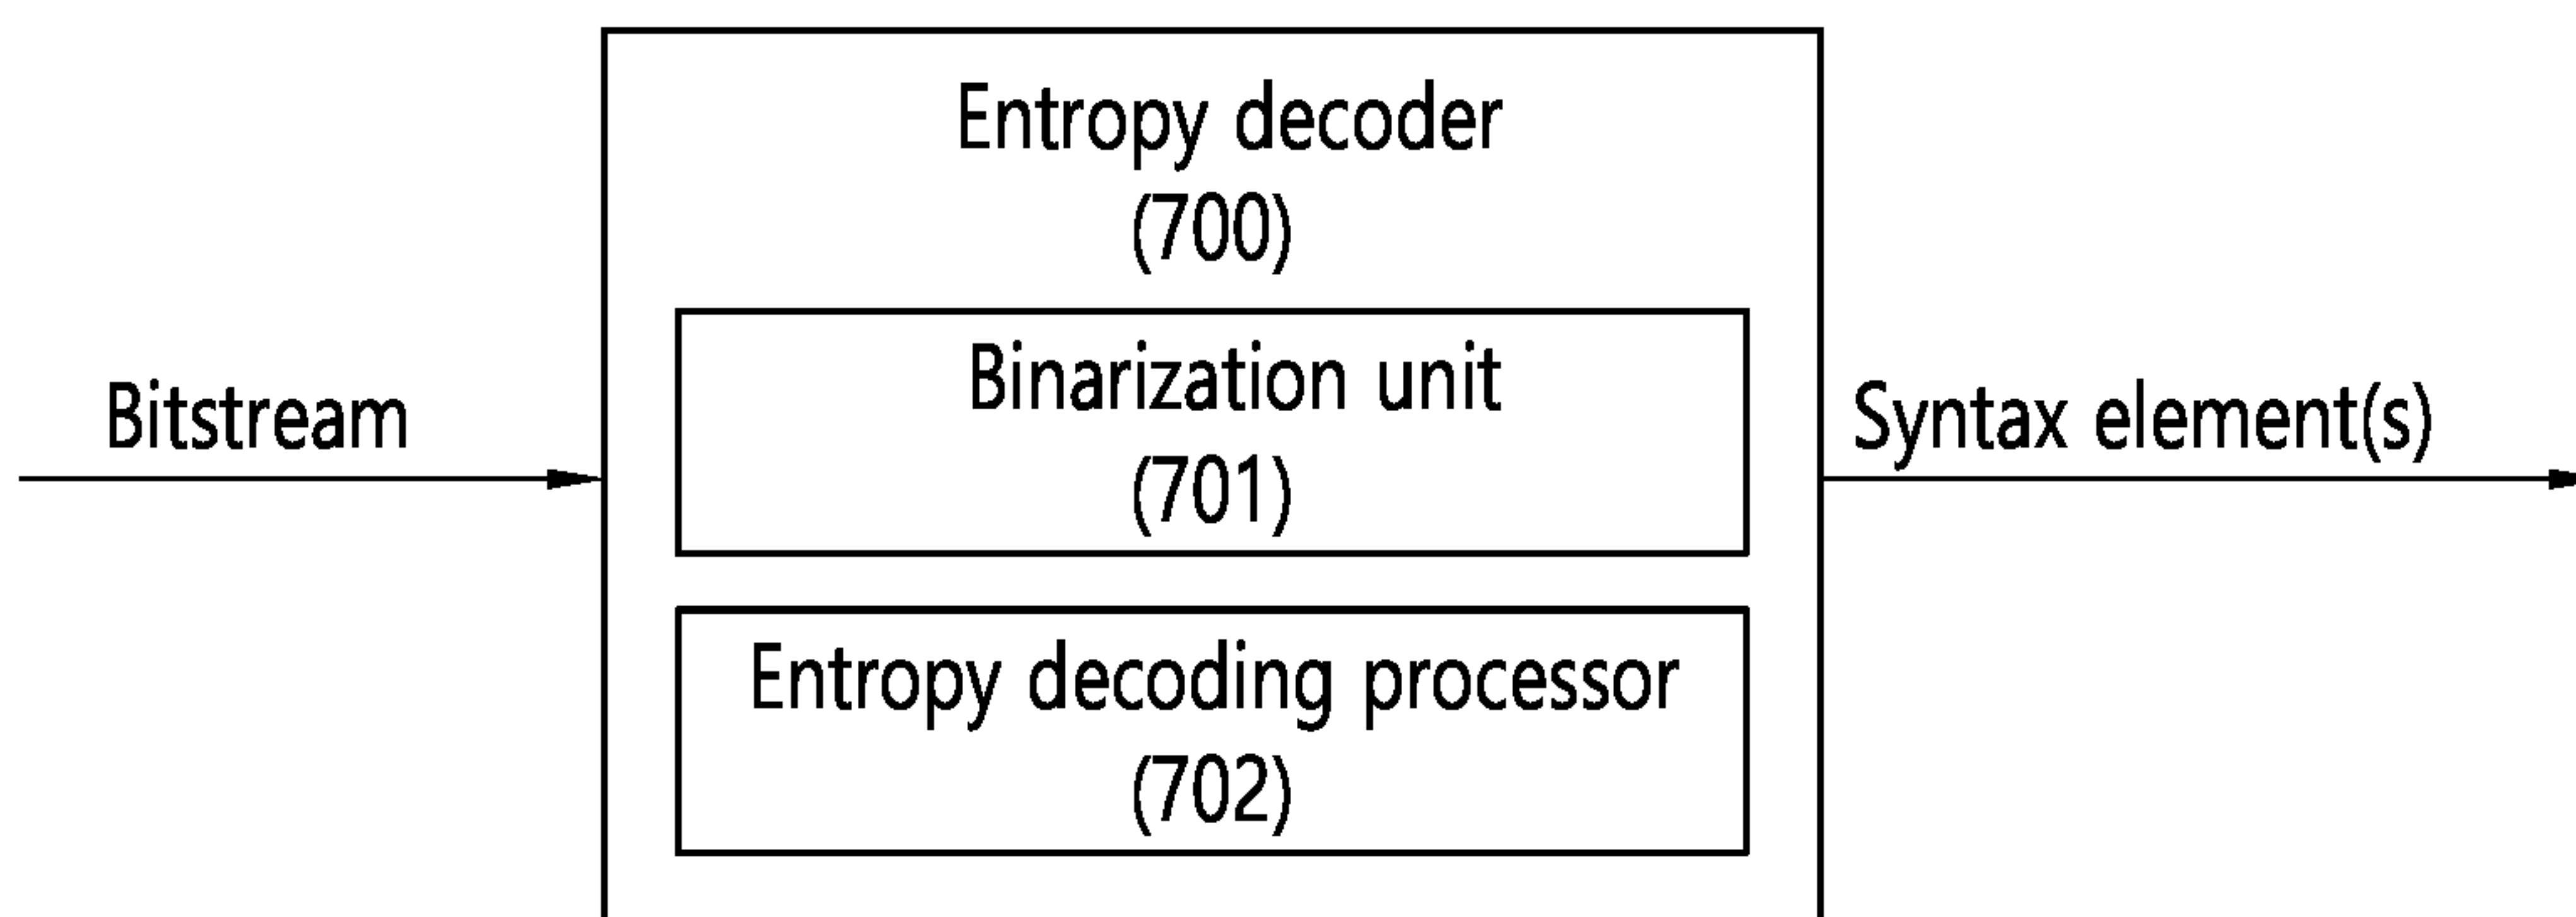 Entropy decoder
(700)
Bitstream
Binarization unit
(701)
Syntax element(s)
Entropy decoding processor
(702)